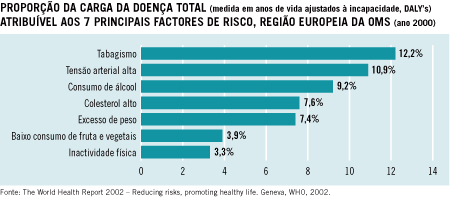 PROPORÇÃO DA CARGA DA DOENÇA TOTAL (medida em anos de vida ajustados à incapacidade, DALY's)
ATRIBUÍVEL AOS 7 PRINCIPAIS FACTORES DE RISCO, REGIÃO EUROPEIA DA OMS (ano 2000)
Tabagismo 12,2%
Tensão arterial alta 10,9%
Consumo de álcool 9,2%
Colesterol alto 7,6%
Excesso de peso 7,4%
Baixo consumo de fruta e vegetais 3,9%
Inactividade física 3,3%
0 2 4 6 8 10 12 14
Fonte: The World Health Report 2002 – Reducing risks, promoting healthy life. Geneva, WHO, 2002.